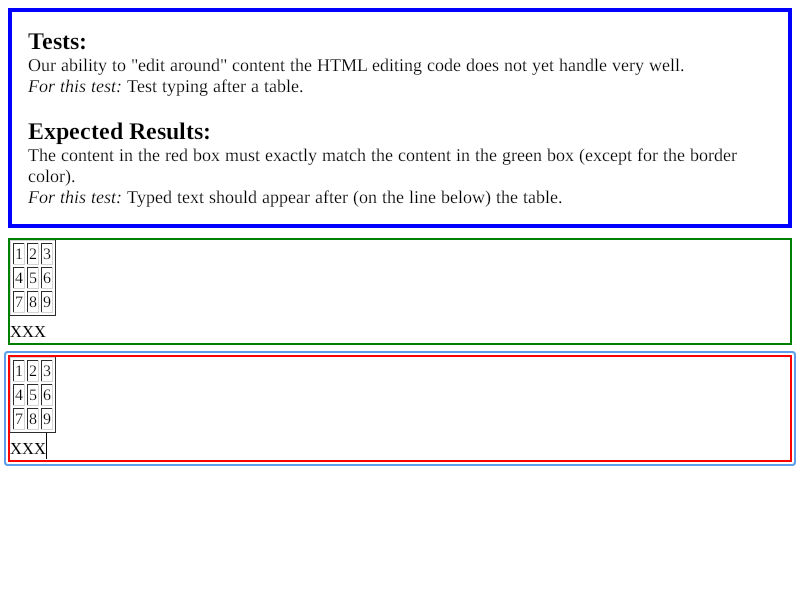 Tests:
Our ability to "edit around" content the HTML editing code does not yet handle very well.
For this test: Test typing after a table.
Expected Results:
The content in the red box must exactly match the content in the green box (except for the border
color).
For this test: Typed text should appear after (on the line below) the table.
1 2 3
4 5 6
7 8 9
xxx
1 2 3
4 5 6
7 8 9
xxx